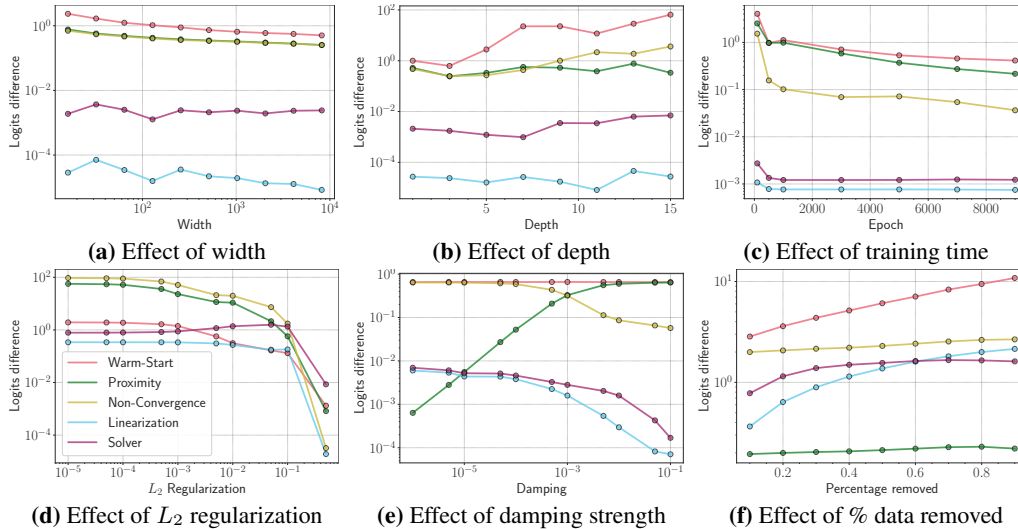 Logits difference
10^0
10^-2
10^-4
10^2
10^3
10^4
Width
(a) Effect of width
Logits difference
10^2
10^0
10^-2
10^-4
5
10
15
Depth
(b) Effect of depth
Logits difference
10^0
10^-1
10^-2
10^-3
0
2000
4000
6000
8000
Epoch
(c) Effect of training time
Logits difference
10^2
10^0
10^-2
10^-4
Warm-Start
Proximity
Non-Convergence
Linearization
Solver
10^-5
10^-4
10^-3
10^-2
10^-1
L_2 Regularization
(d) Effect of L_2 regularization
Logits difference
10^0
10^-1
10^-2
10^-3
10^-4
10^-5
10^-3
10^-1
Damping
(e) Effect of damping strength
Logits difference
10^1
10^0
0.2
0.4
0.6
0.8
Percentage removed
(f) Effect of % data removed